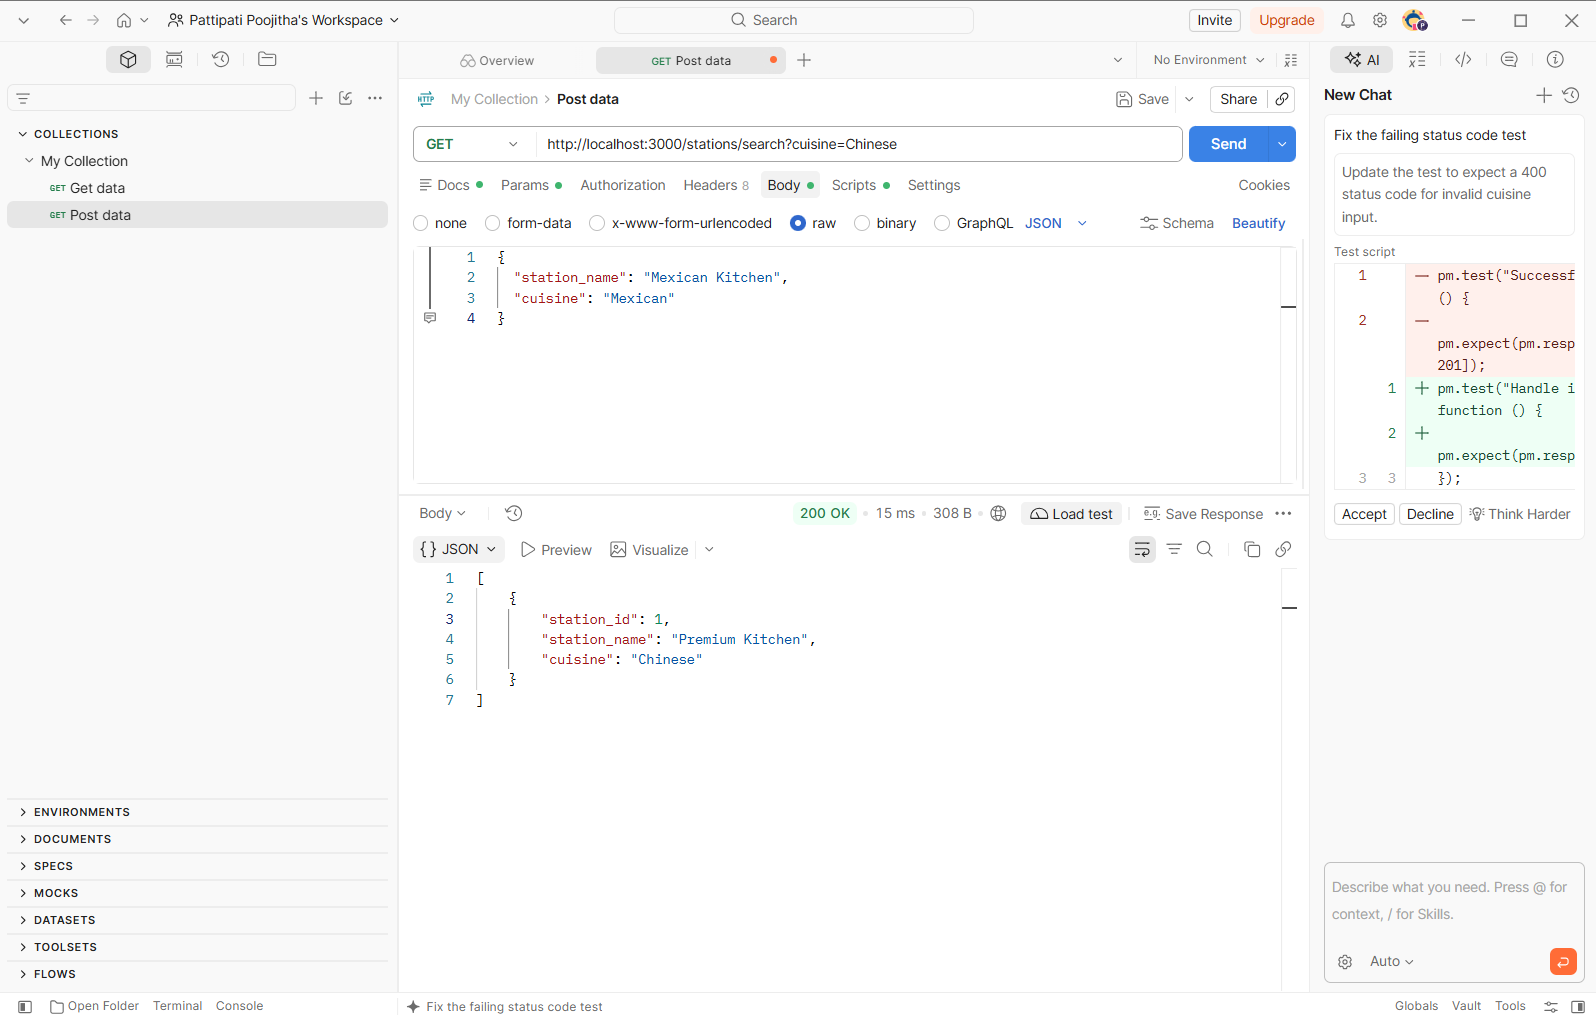 Pattipati Poojitha's Workspace
Search
Invite
Upgrade
Overview
GET Post data
No Environment
AI
COLLECTIONS
My Collection
GET Get data
GET Post data
ENVIRONMENTS
DOCUMENTS
SPECS
MOCKS
DATASETS
TOOLSETS
FLOWS
HTTP My Collection > Post data
Save
Share
GET http://localhost:3000/stations/search?cuisine=Chinese
Send
Docs Params Authorization Headers 8 Body Scripts Settings Cookies
none form-data x-www-form-urlencoded raw binary GraphQL JSON Schema Beautify
1 {
2 "station_name": "Mexican Kitchen",
3 "cuisine": "Mexican"
4 }
Body 200 OK 15 ms 308 B Load test e.g. Save Response
{} JSON Preview Visualize
1 [
2 {
3 "station_id": 1,
4 "station_name": "Premium Kitchen",
5 "cuisine": "Chinese"
6 }
7 ]
New Chat
Fix the failing status code test
Update the test to expect a 400
status code for invalid cuisine
input.
Test script
1 — pm.test("Successf
() {
2 —
pm.expect(pm.resp
201]);
1 + pm.test("Handle i
function () {
2 +
pm.expect(pm.resp
3 3 });
Accept Decline Think Harder
Describe what you need. Press @ for
context, / for Skills.
Auto
Open Folder Terminal Console
Fix the failing status code test
Globals Vault Tools